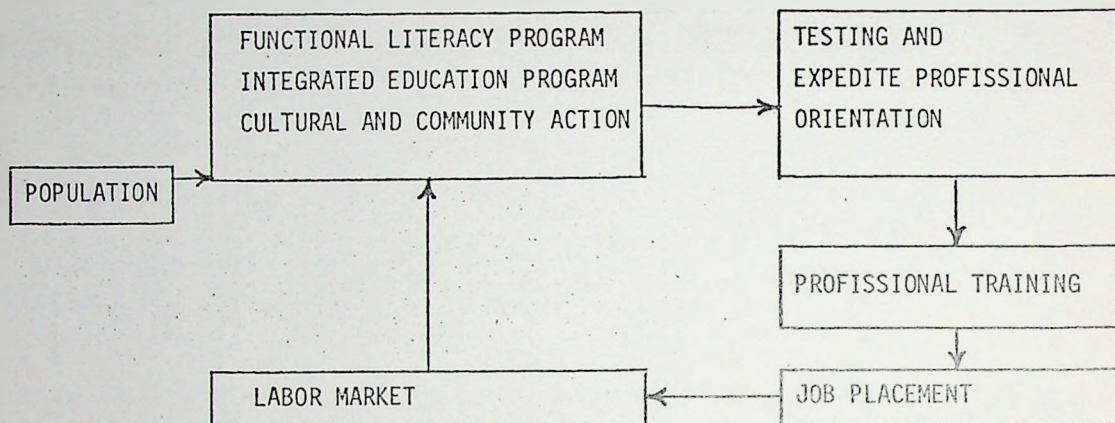 FUNCTIONAL LITERACY PROGRAM
INTEGRATED EDUCATION PROGRAM
CULTURAL AND COMMUNITY ACTION
TESTING AND
EXPEDITE PROFISSIONAL
ORIENTATION
POPULATION
PROFISSIONAL TRAINING
LABOR MARKET
JOB PLACEMENT